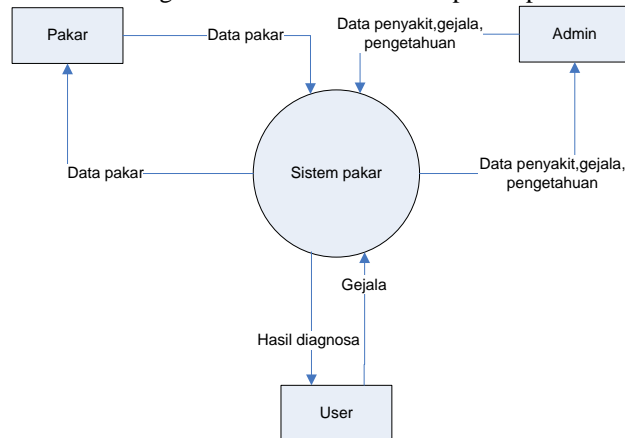 Pakar
Data pakar
Data penyakit,gejala,
pengetahuan
Admin
Data pakar
Sistem pakar
Data penyakit,gejala,
pengetahuan
Gejala
Hasil diagnosa
User